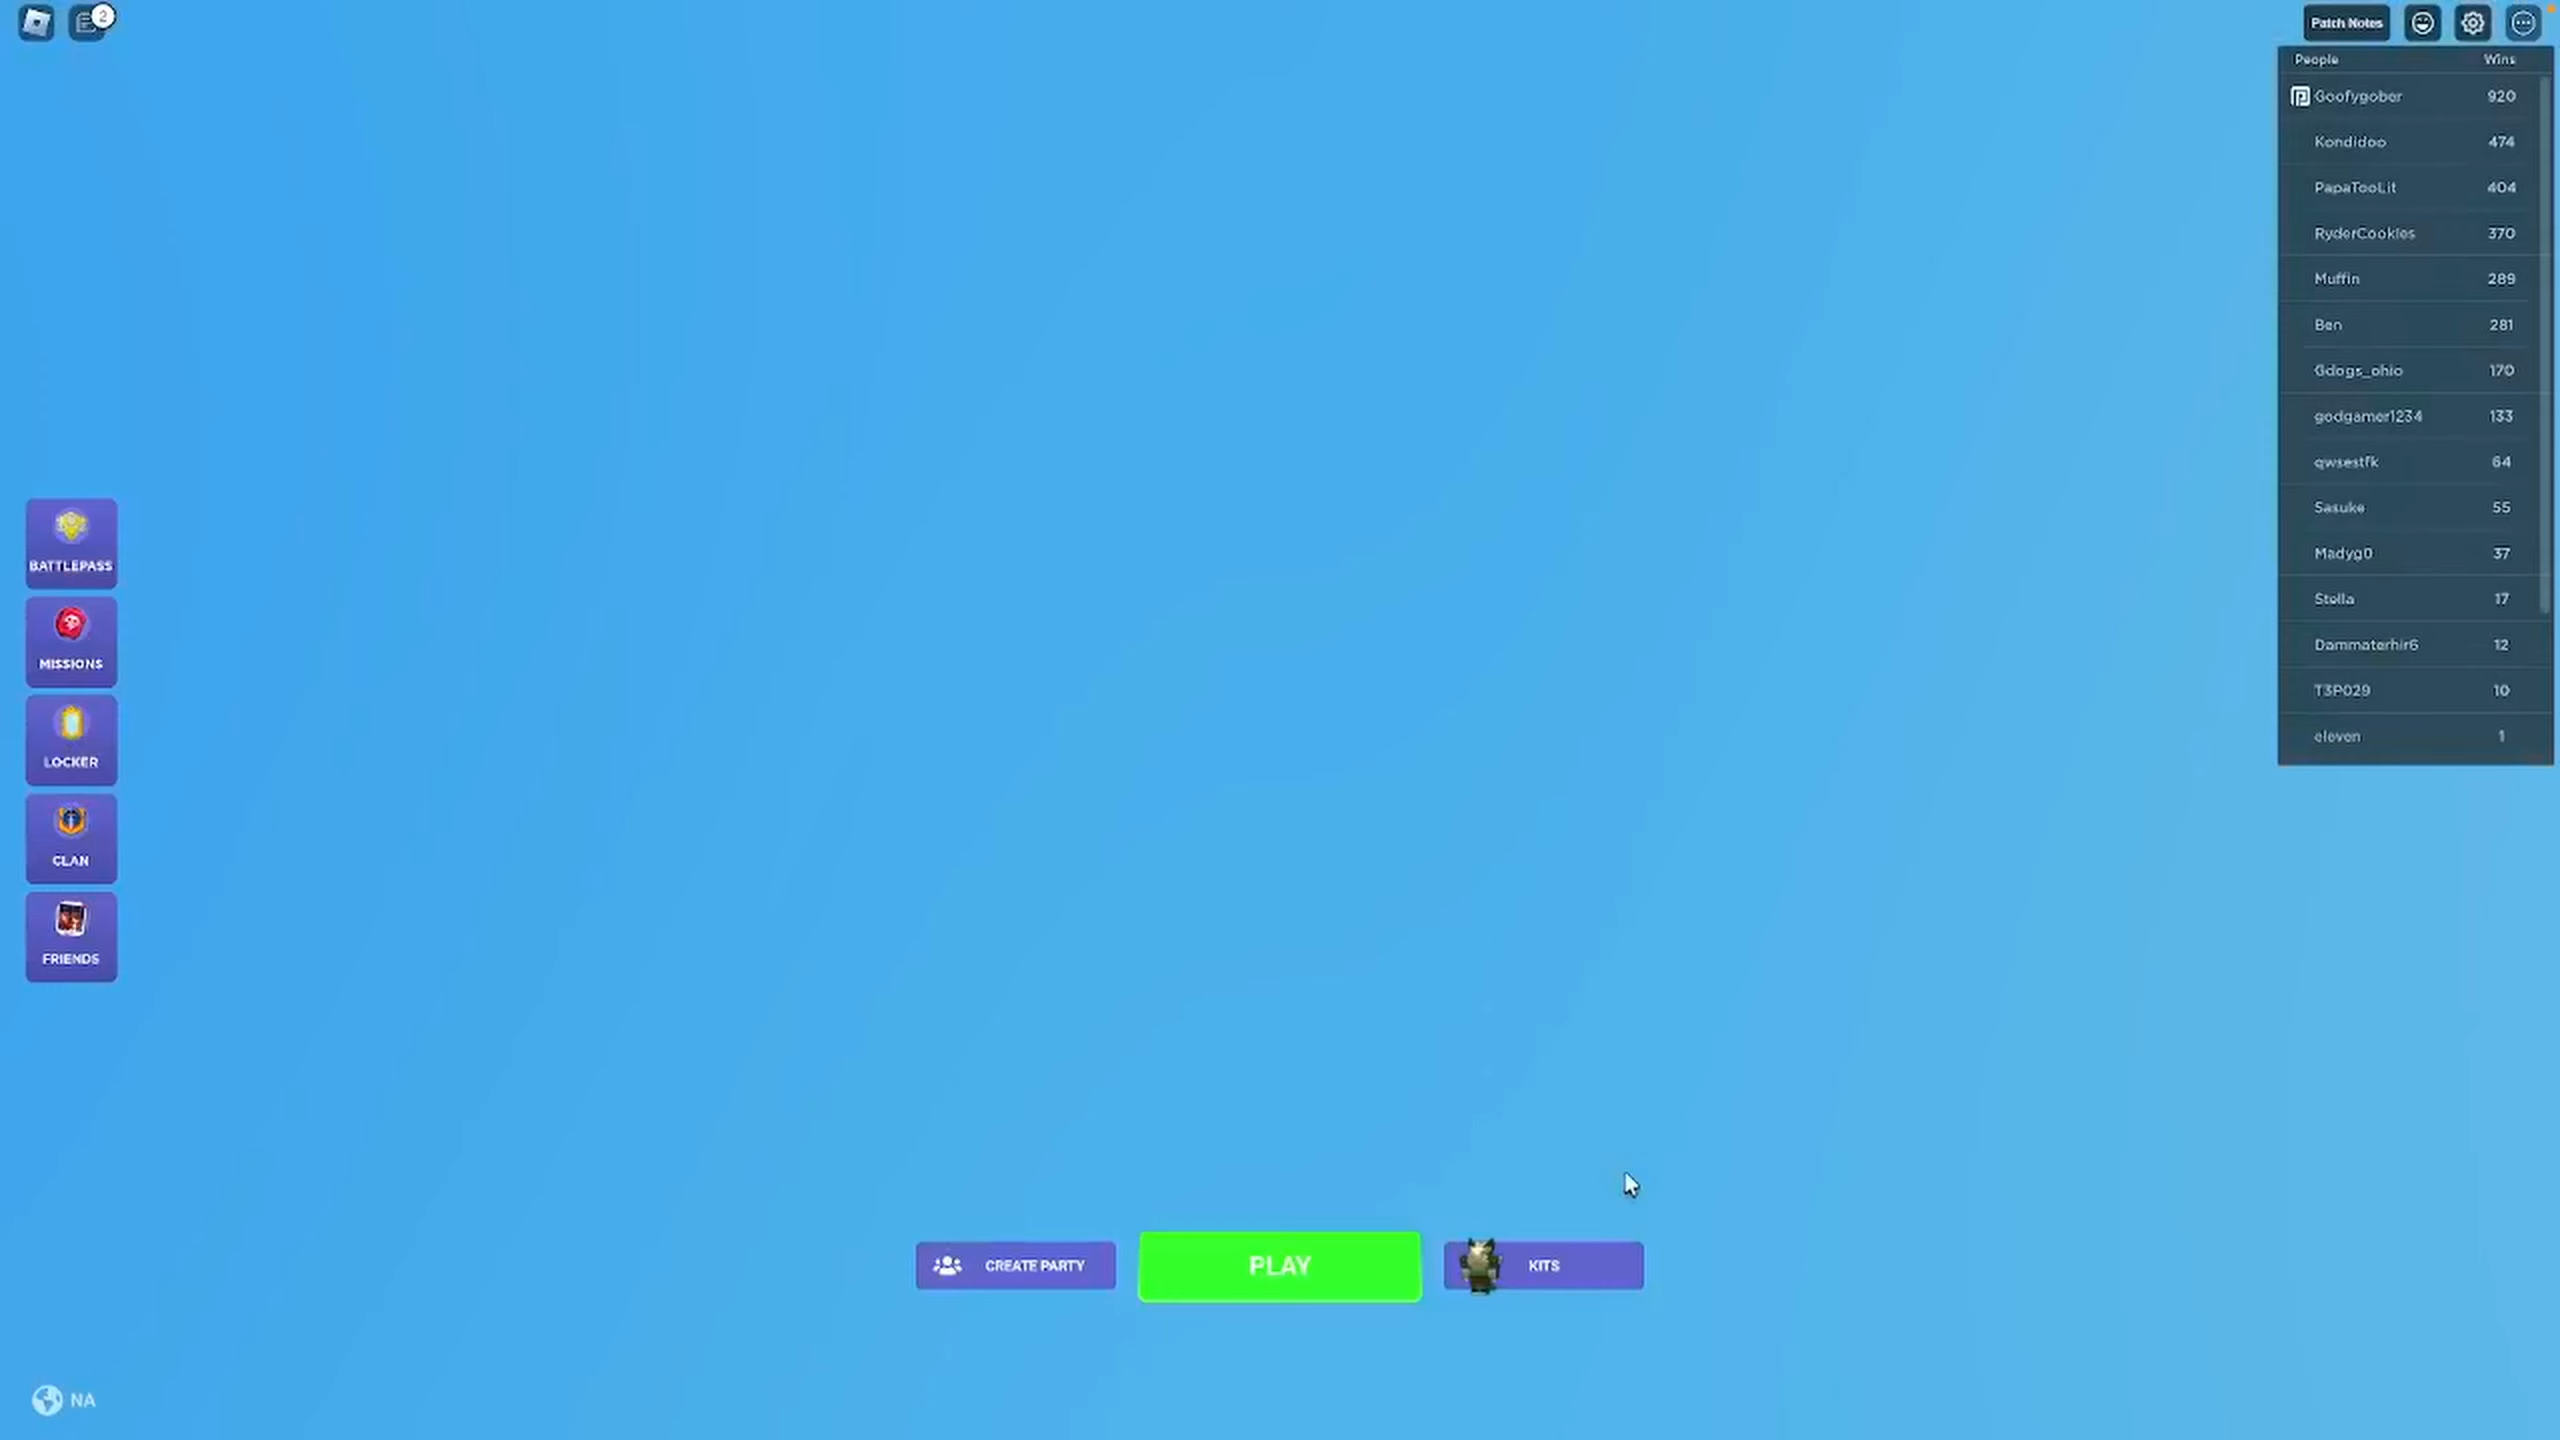 2
Patch Notes
People Wins
Goofygober 920
Kondidoo 474
PapaTooLit 404
RyderCookies 370
Muffin 289
Ben 281
Gdogs_ohio 170
godgamer1234 133
qwsestfk 64
Sasuke 55
Madyg0 37
Stella 17
Dammaterhir6 12
T3P029 10
eleven 1
BATTLEPASS
MISSIONS
LOCKER
CLAN
FRIENDS
CREATE PARTY
PLAY
KITS
NA